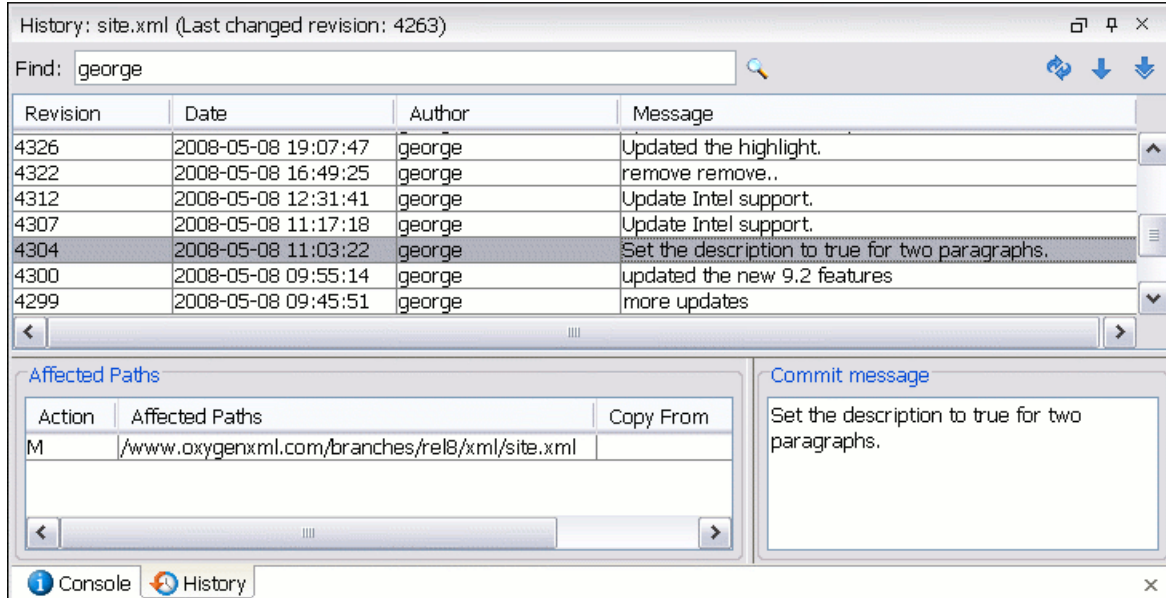 History: site.xml (Last changed revision: 4263)
Find: george
Revision Date Author Message
4326 2008-05-08 19:07:47 george Updated the highlight.
4322 2008-05-08 16:49:25 george remove remove..
4312 2008-05-08 12:31:41 george Update Intel support.
4307 2008-05-08 11:17:18 george Update Intel support.
4304 2008-05-08 11:03:22 george Set the description to true for two paragraphs.
4300 2008-05-08 09:55:14 george updated the new 9.2 features
4299 2008-05-08 09:45:51 george more updates
Affected Paths
Action Affected Paths Copy From
M /www.oxygenxml.com/branches/rel8/xml/site.xml
Commit message
Set the description to true for two
paragraphs.
Console History